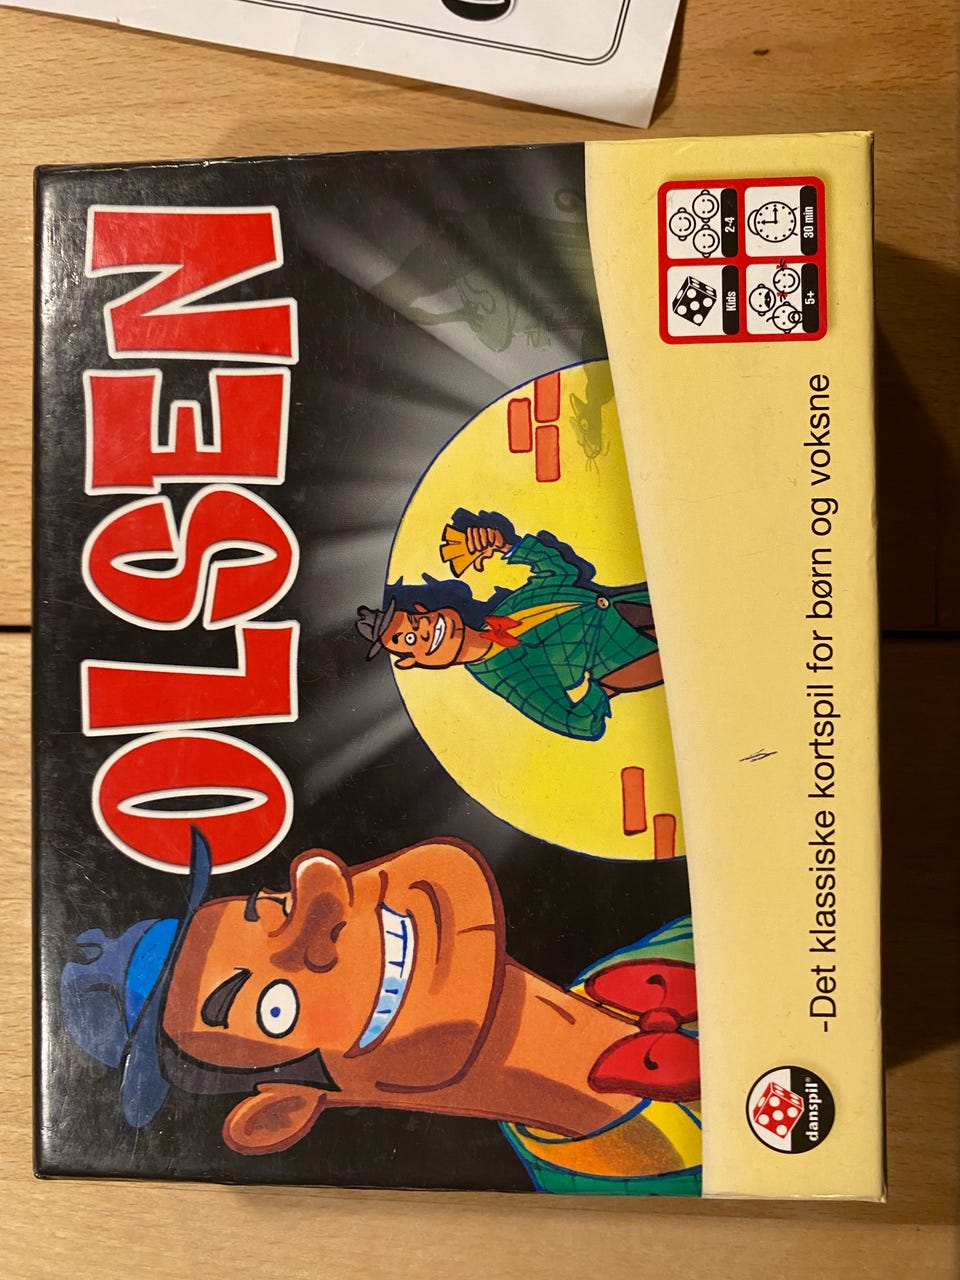 OLSEN
Kids
2-4
5+
30 min
-Det klassiske kortspil for børn og voksne
danspil®